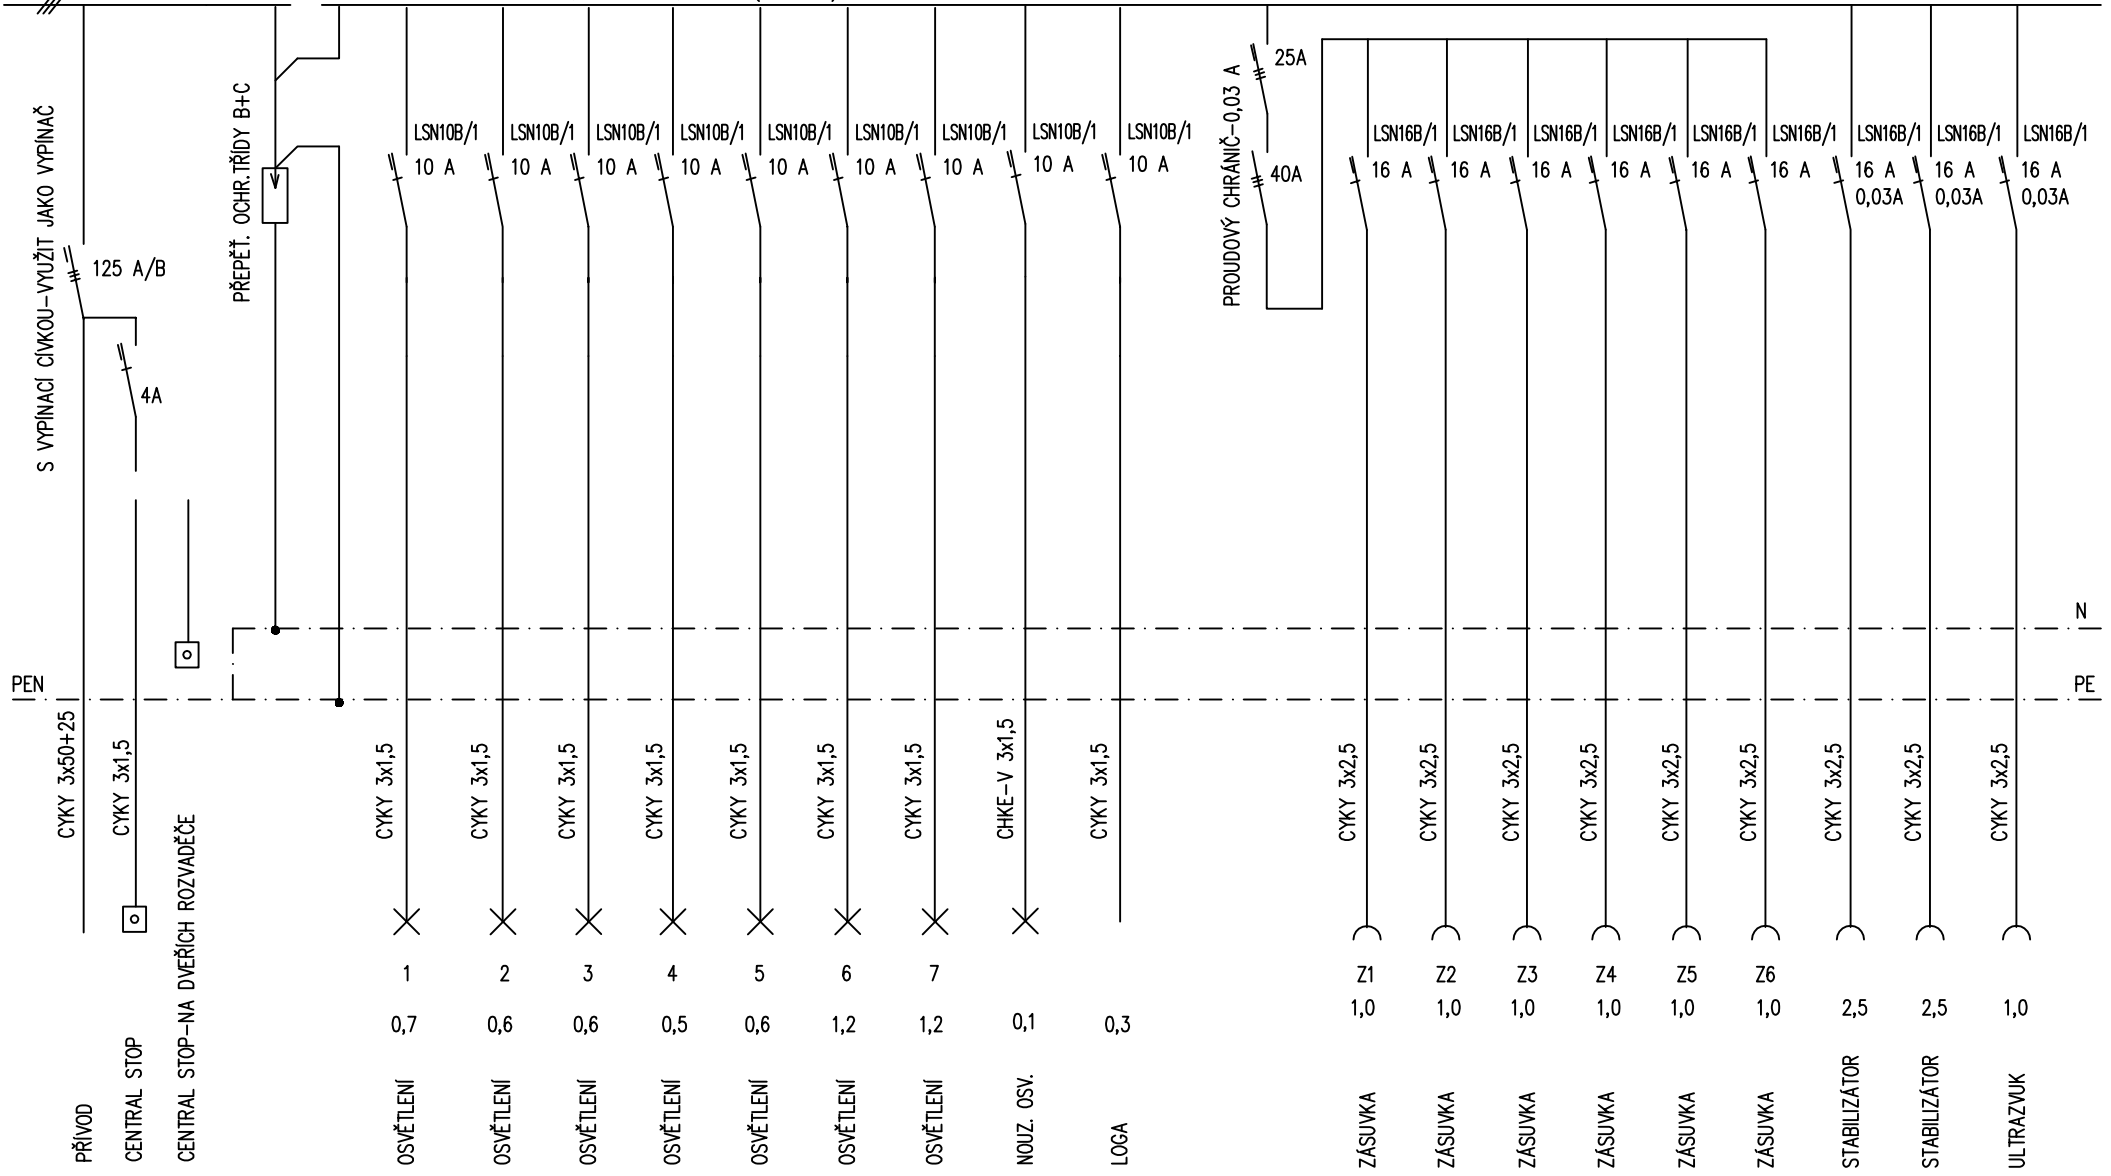 S VYPÍNACÍ CÍVKOU-VYUŽIT JAKO VYPÍNAČ
125 A/B
4A
PŘEPĚŤ. OCHR.TŘÍDY B+C
LSN10B/1
10 A
LSN10B/1
10 A
LSN10B/1
10 A
LSN10B/1
10 A
LSN10B/1
10 A
LSN10B/1
10 A
LSN10B/1
10 A
LSN10B/1
10 A
LSN10B/1
10 A
PROUDOVÝ CHRÁNIČ-0,03 A
25A
40A
LSN16B/1
16 A
LSN16B/1
16 A
LSN16B/1
16 A
LSN16B/1
16 A
LSN16B/1
16 A
LSN16B/1
16 A
LSN16B/1
16 A
0,03A
LSN16B/1
16 A
0,03A
LSN16B/1
16 A
0,03A
N
PEN
PE
CYKY 3x50+25
CYKY 3x1,5
CYKY 3x1,5
CYKY 3x1,5
CYKY 3x1,5
CYKY 3x1,5
CYKY 3x1,5
CYKY 3x1,5
CYKY 3x1,5
CHKE-V 3x1,5
CYKY 3x1,5
CYKY 3x2,5
CYKY 3x2,5
CYKY 3x2,5
CYKY 3x2,5
CYKY 3x2,5
CYKY 3x2,5
CYKY 3x2,5
CYKY 3x2,5
CYKY 3x2,5
1
2
3
4
5
6
7
Z1
Z2
Z3
Z4
Z5
Z6
0,7
0,6
0,6
0,5
0,6
1,2
1,2
0,1
0,3
1,0
1,0
1,0
1,0
1,0
1,0
2,5
2,5
1,0
PŘÍVOD
CENTRAL STOP
CENTRAL STOP-NA DVEŘÍCH ROZVADĚČE
OSVĚTLENÍ
OSVĚTLENÍ
OSVĚTLENÍ
OSVĚTLENÍ
OSVĚTLENÍ
OSVĚTLENÍ
OSVĚTLENÍ
NOUZ. OSV.
LOGA
ZÁSUVKA
ZÁSUVKA
ZÁSUVKA
ZÁSUVKA
ZÁSUVKA
ZÁSUVKA
STABILIZÁTOR
STABILIZÁTOR
ULTRAZVUK